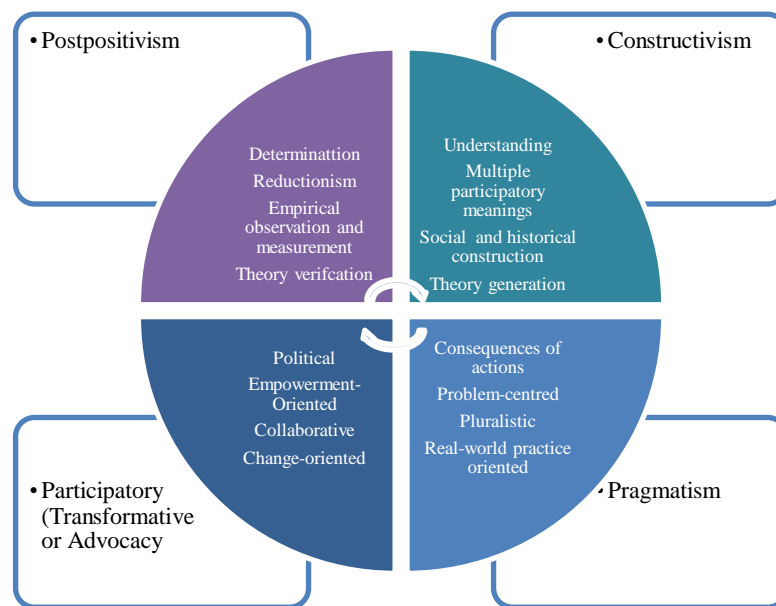 • Postpositivism
• Constructivism
Determinattion
Reductionism
Empirical
observation and
measurement
Theory verifcation
Understanding
Multiple
participatory
meanings
Social and historical
construction
Theory generation
Political
Empowerment-
Oriented
Collaborative
Change-oriented
Consequences of
actions
Problem-centred
Pluralistic
Real-world practice
oriented
• Participatory
(Transformative
or Advocacy
• Pragmatism